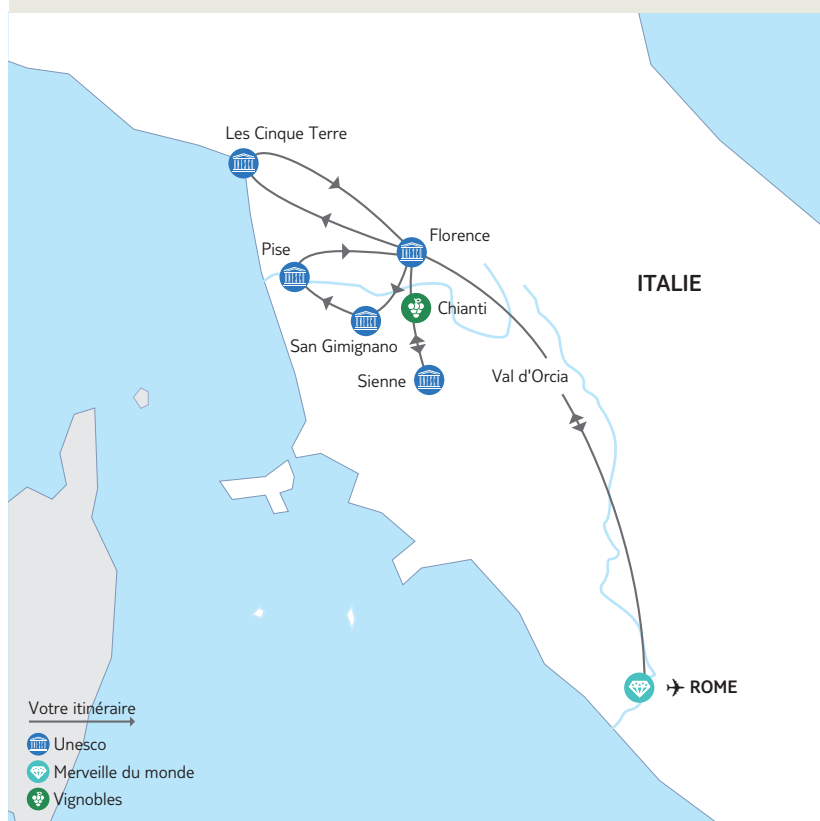 Les Cinque Terre
Florence
Pise
ITALIE
Chianti
San Gimignano
Sienne
Val d'Orcia
ROME
Votre itinéraire
Unesco
Merveille du monde
Vignobles